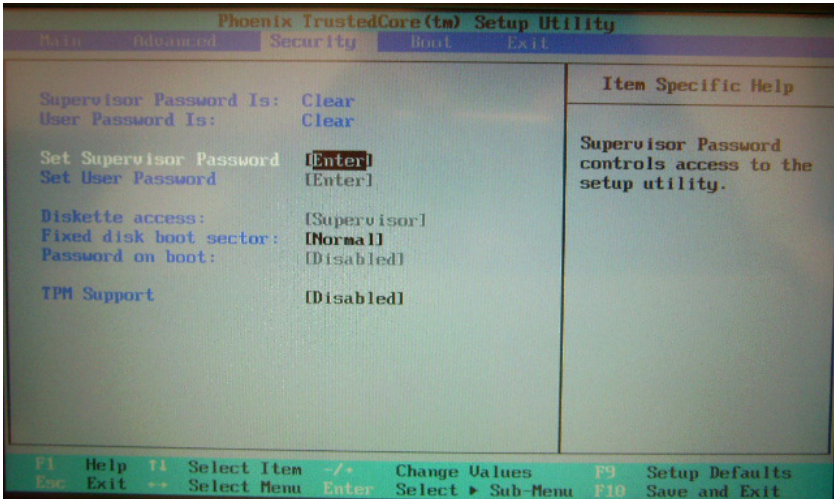 Phoenix TrustedCore(tm) Setup Utility
Main Advanced Security Boot Exit
Item Specific Help
Supervisor Password Is: Clear
User Password Is: Clear
Set Supervisor Password [Enter]
Set User Password [Enter]
Diskette access: [Supervisor]
Fixed disk boot sector: [Normal]
Password on boot: [Disabled]
TPM Support [Disabled]
Supervisor Password
controls access to the
setup utility.
F1 Help ↑↓ Select Item -/+ Change Values F9 Setup Defaults
Esc Exit ↔ Select Menu Enter Select ▶ Sub-Menu F10 Save and Exit